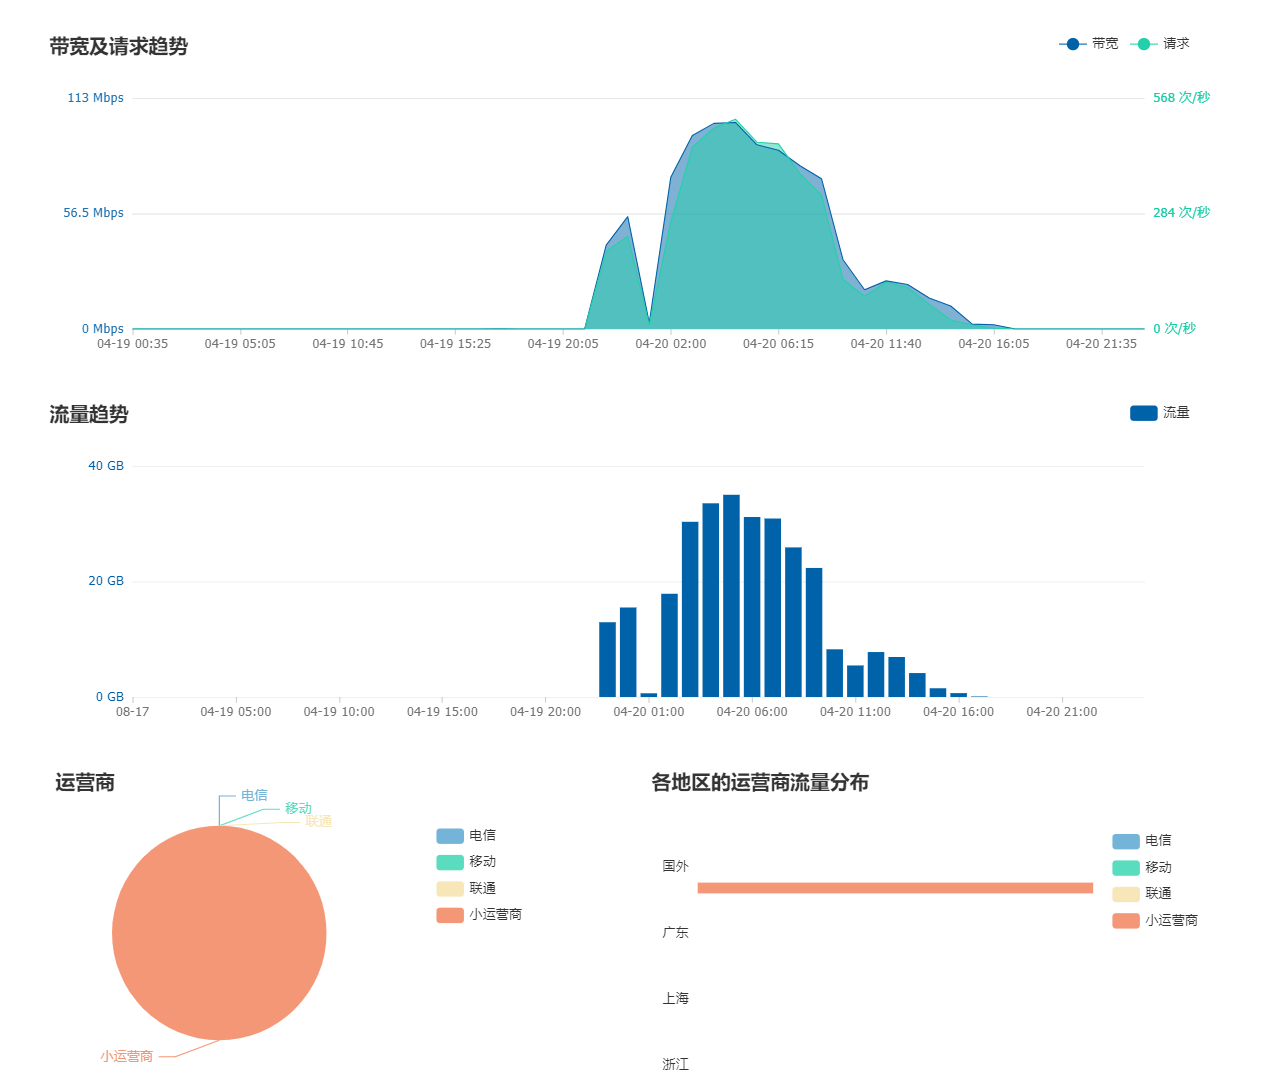 带宽及请求趋势
带宽 请求
113 Mbps 568 次/秒
56.5 Mbps 284 次/秒
0 Mbps 0 次/秒
04-19 00:35 04-19 05:05 04-19 10:45 04-19 15:25 04-19 20:05 04-20 02:00 04-20 06:15 04-20 11:40 04-20 16:05 04-20 21:35
流量趋势
流量
40 GB
20 GB
0 GB
08-17 04-19 05:00 04-19 10:00 04-19 15:00 04-19 20:00 04-20 01:00 04-20 06:00 04-20 11:00 04-20 16:00 04-20 21:00
运营商
电信
移动
联通
小运营商
电信
移动
联通
小运营商
各地区的运营商流量分布
国外
广东
上海
浙江
电信
移动
联通
小运营商